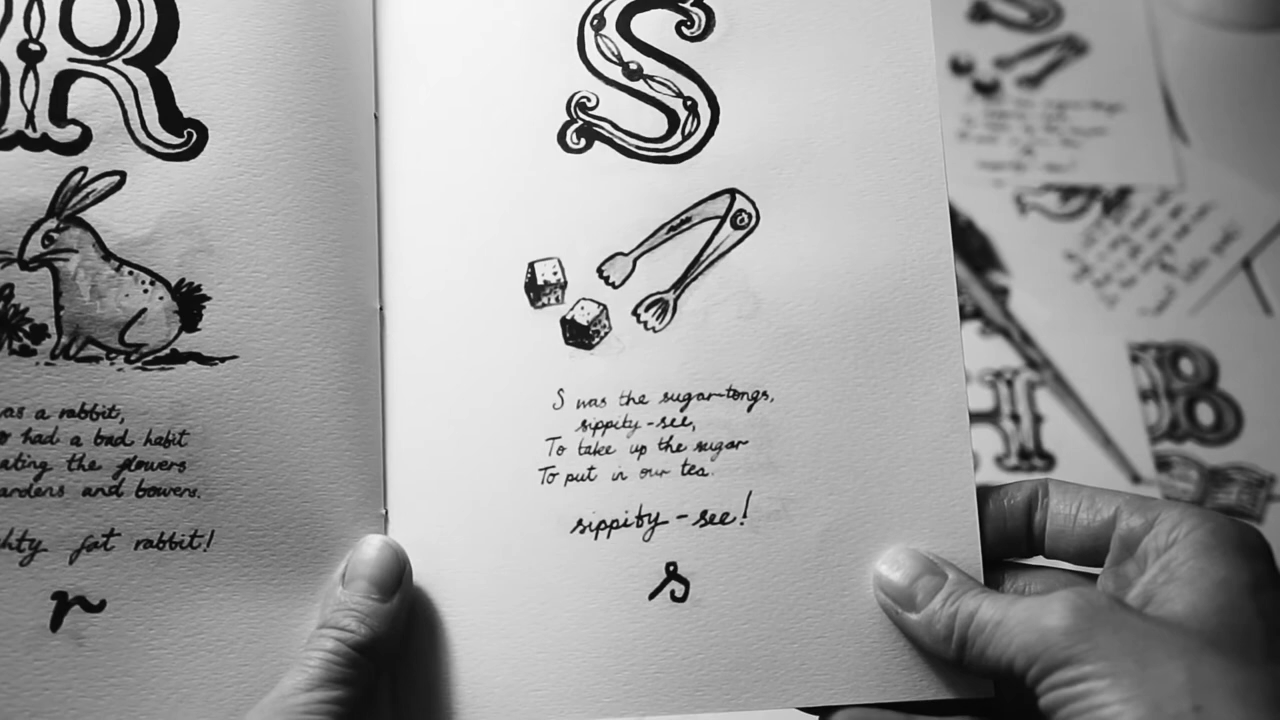 R
as a rabbit,
had a bad habit
ating the flowers
ardens and bowers.
hty fat rabbit!
r
S
S was the sugar-tongs,
sippity-see,
To take up the sugar
To put in our tea.
sippity-see!
s
H
B